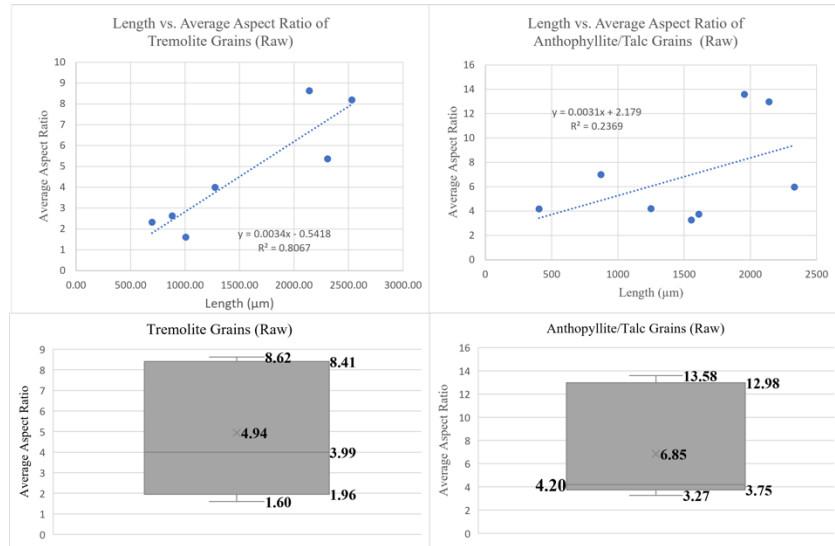 Length vs. Average Aspect Ratio of
Tremolite Grains (Raw)
Average Aspect Ratio
10
9
8
7
6
5
4
3
2
1
0
y = 0.0034x - 0.5418
R² = 0.8067
0.00 500.00 1000.00 1500.00 2000.00 2500.00 3000.00
Length (µm)
Length vs. Average Aspect Ratio of
Anthophyllite/Talc Grains (Raw)
Average Aspect Ratio
16
14
12
10
8
6
4
2
0
y = 0.0031x + 2.179
R² = 0.2369
0 500 1000 1500 2000 2500
Length (µm)
Tremolite Grains (Raw)
Average Aspect Ratio
9
8
7
6
5
4
3
2
1
0
8.62
8.41
4.94
3.99
1.96
1.60
Anthopyllite/Talc Grains (Raw)
Average Aspect Ratio
16
14
12
10
8
6
4
2
0
13.58
12.98
6.85
4.20
3.75
3.27